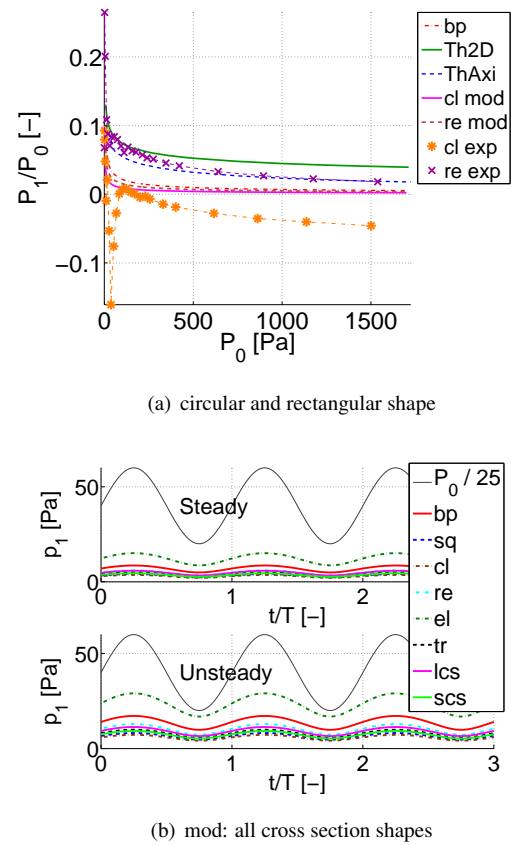 P1/P0 [-]
0.2
0.1
0
−0.1
0
500
1000
1500
P0 [Pa]
bp
Th2D
ThAxi
cl mod
re mod
cl exp
re exp
(a) circular and rectangular shape
p1 [Pa]
50
0
Steady
0
1
2
t/T [-]
P0 / 25
bp
sq
cl
re
el
tr
lcs
scs
p1 [Pa]
50
0
Unsteady
0
1
2
3
t/T [-]
(b) mod: all cross section shapes